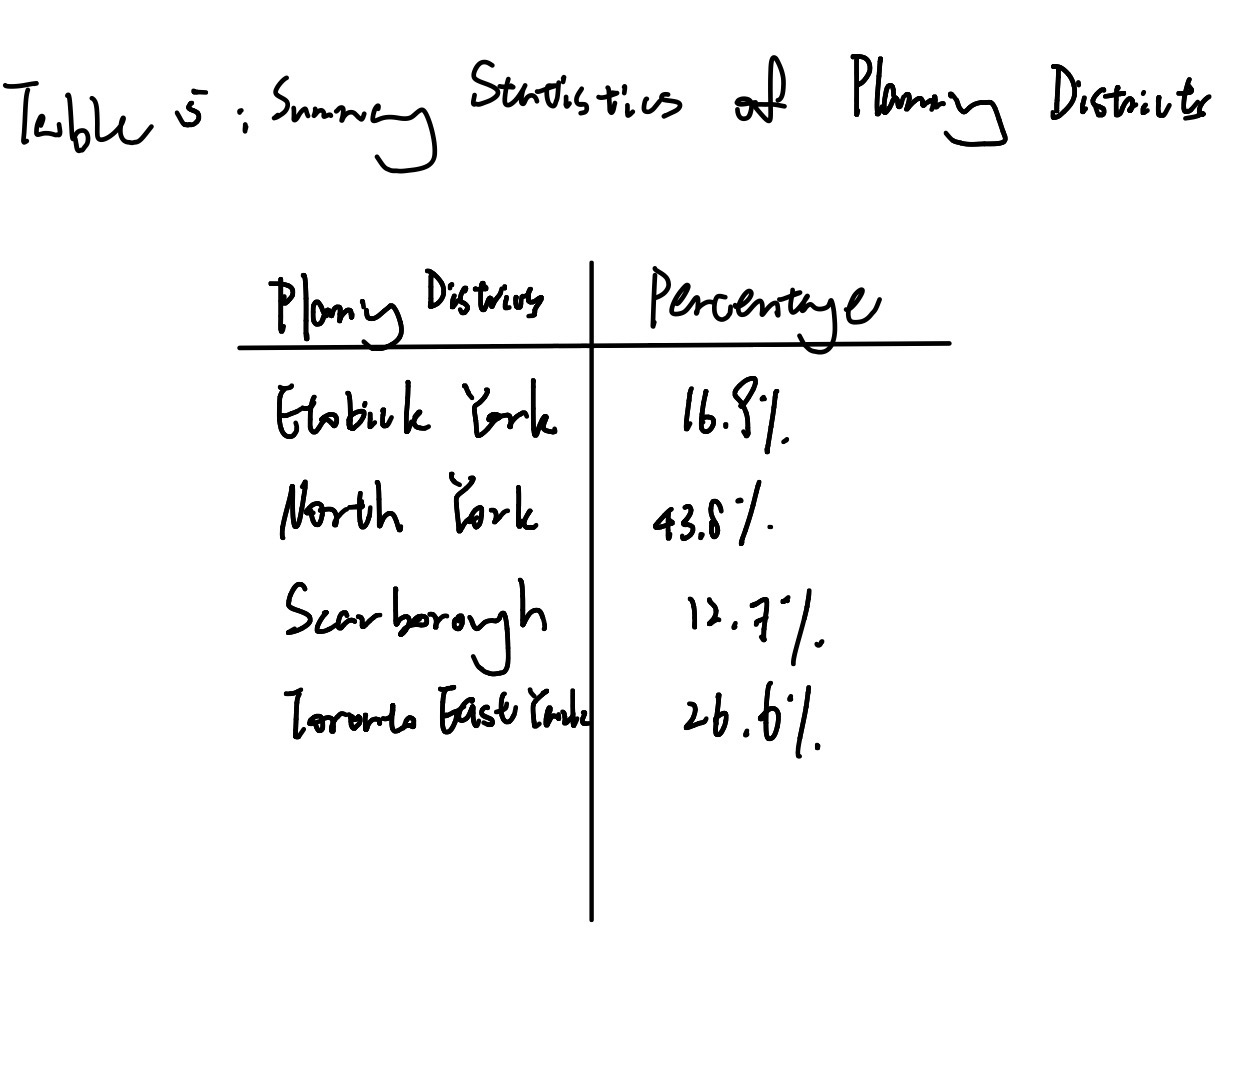 Table 5: Summary Statistics of Planning Districts
Planning Districts Percentage
Etobicoke York 16.9%
North York 43.8%
Scarborough 12.7%
Toronto East York 26.6%